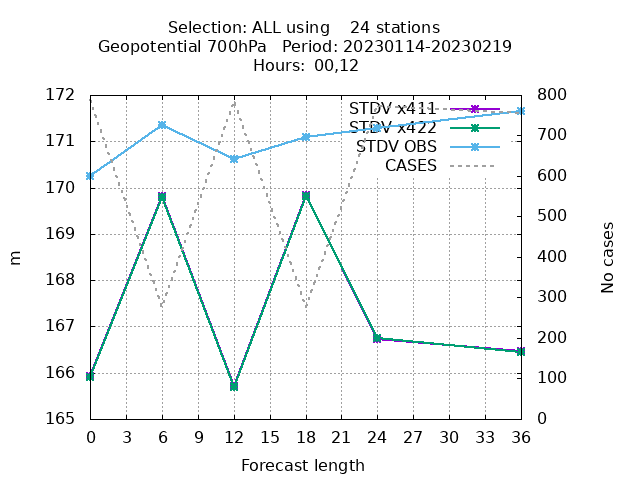 Selection: ALL using    24 stations
Geopotential 700hPa   Period: 20230114-20230219
Hours:  00,12
STDV x411
STDV x422
STDV OBS
CASES
172
171
170
169
168
167
166
165
800
700
600
500
400
300
200
100
0
m
No cases
0 3 6 9 12 15 18 21 24 27 30 33 36
Forecast length